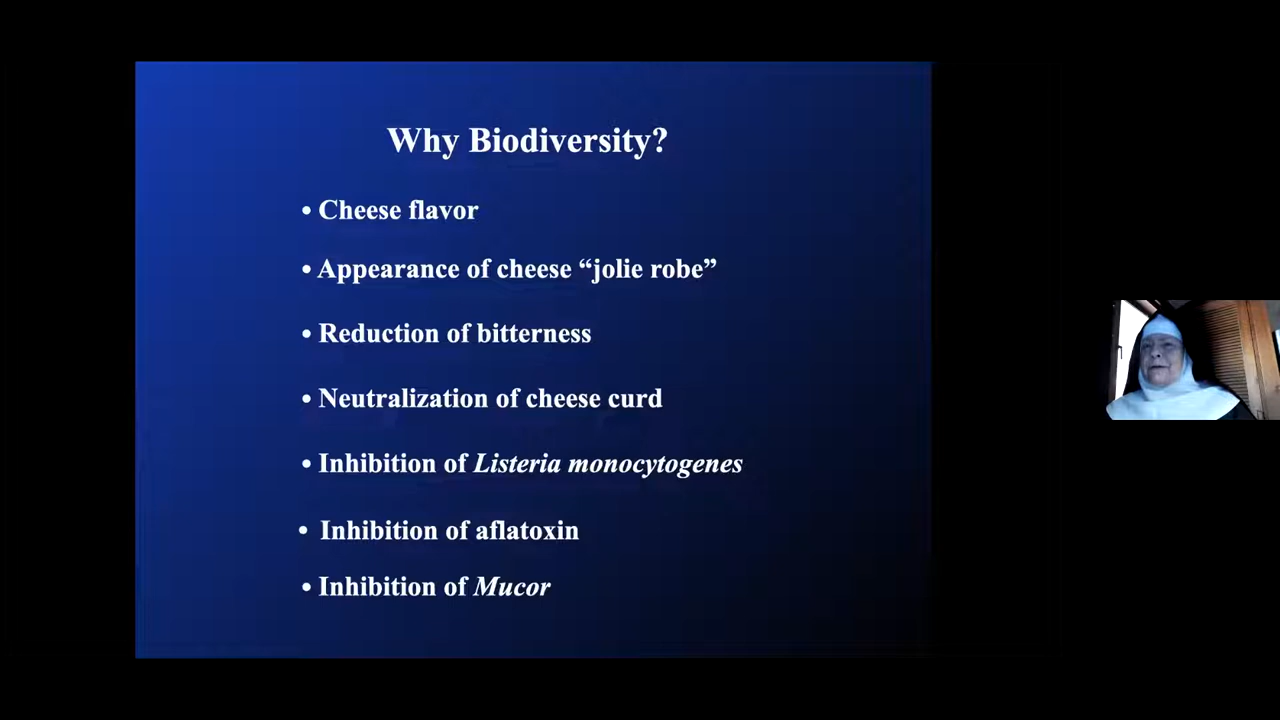 Why Biodiversity?
• Cheese flavor
• Appearance of cheese “jolie robe”
• Reduction of bitterness
• Neutralization of cheese curd
• Inhibition of Listeria monocytogenes
• Inhibition of aflatoxin
• Inhibition of Mucor